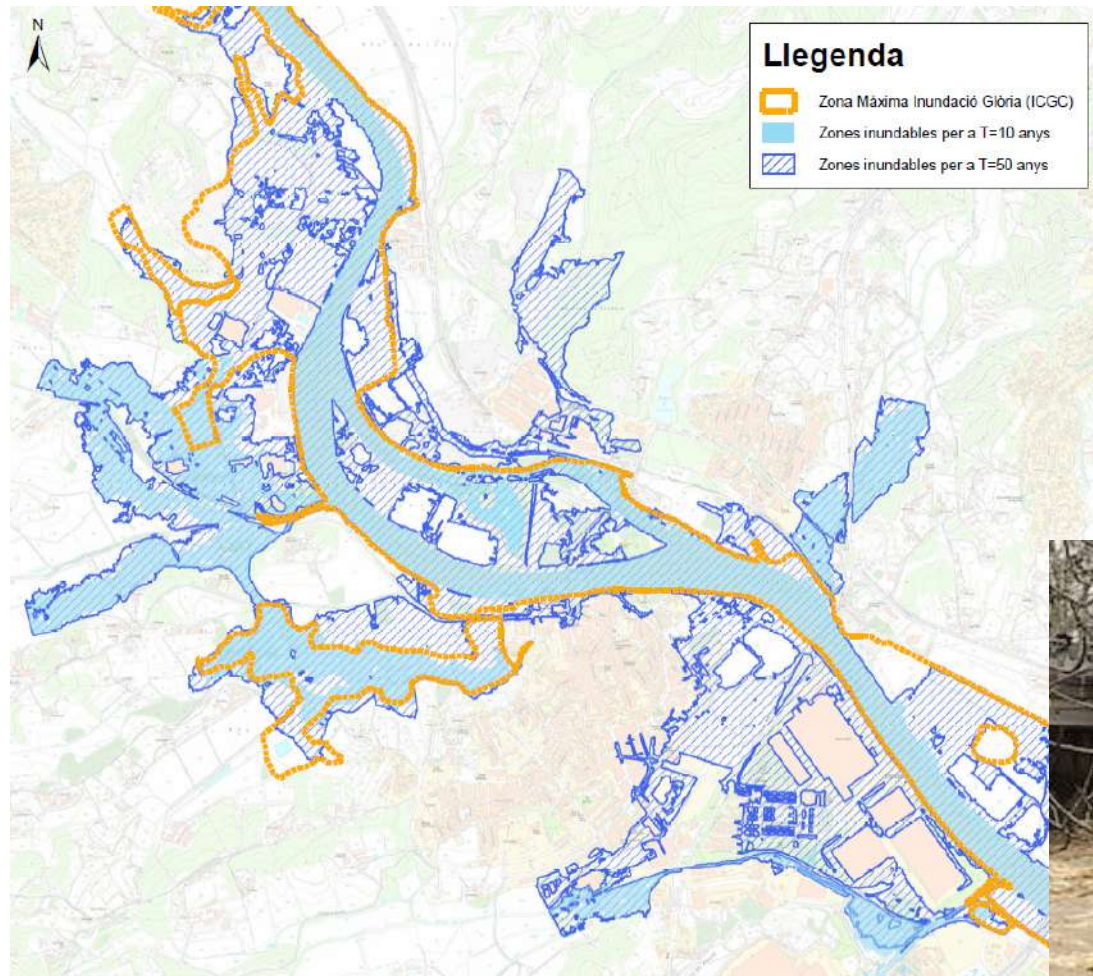 N
Llegenda
Zona Màxima Inundació Glòria (ICGC)
Zones inundables per a T=10 anys
Zones inundables per a T=50 anys